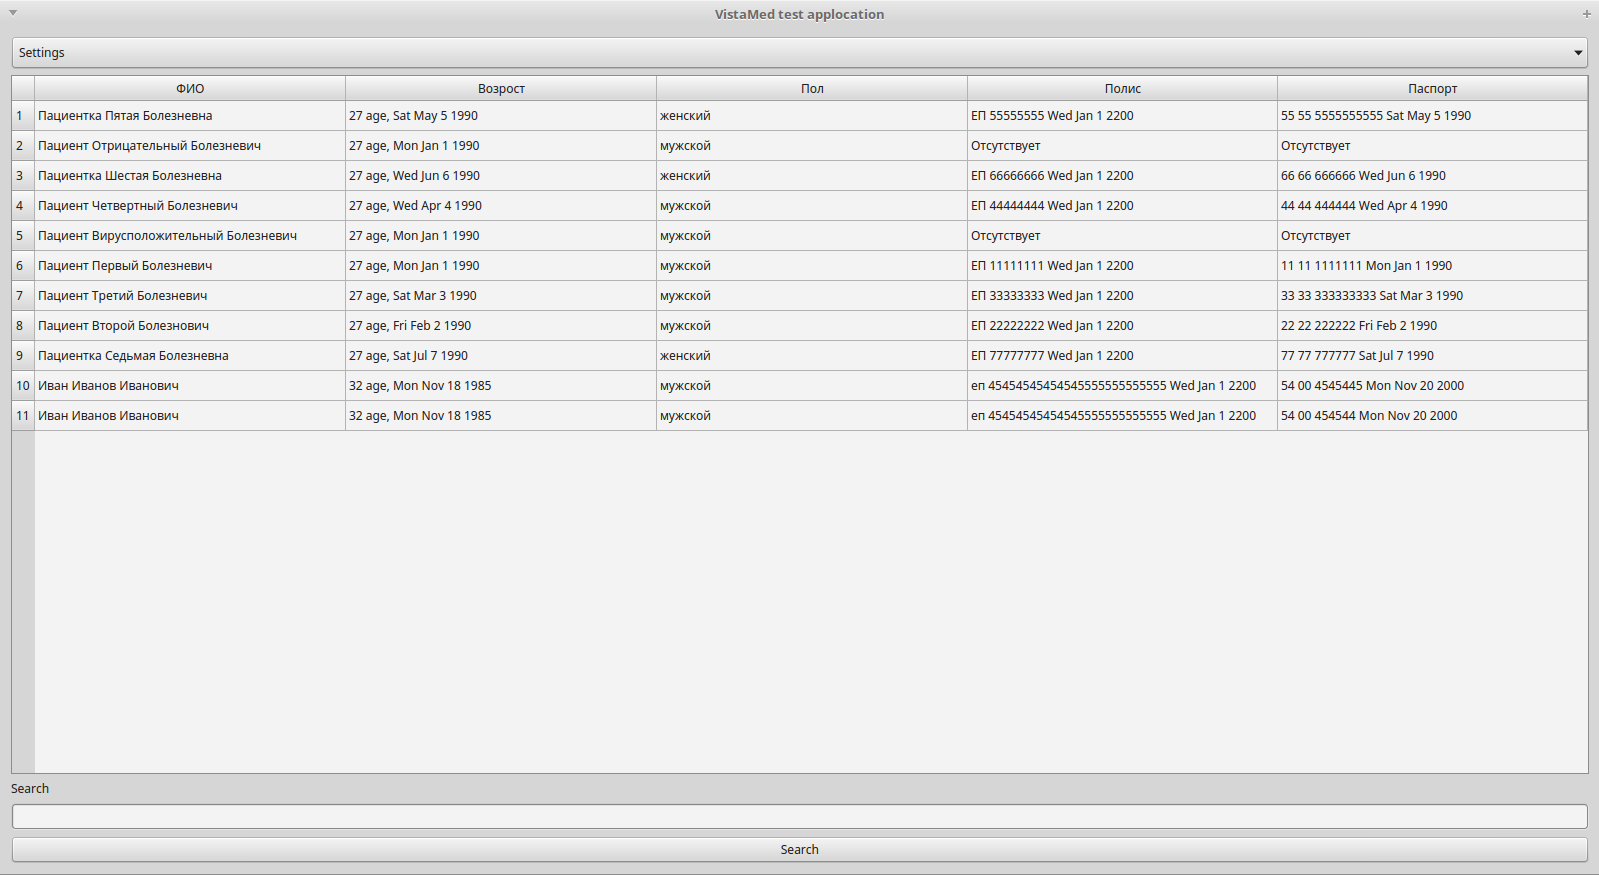 VistaMed test applocation
Settings
ФИО Возрост Пол Полис Паспорт
1 Пациентка Пятая Болезневна 27 age, Sat May 5 1990 женский ЕП 55555555 Wed Jan 1 2200 55 55 5555555555 Sat May 5 1990
2 Пациент Отрицательный Болезневич 27 age, Mon Jan 1 1990 мужской Отсутствует Отсутствует
3 Пациентка Шестая Болезневна 27 age, Wed Jun 6 1990 женский ЕП 66666666 Wed Jan 1 2200 66 66 666666 Wed Jun 6 1990
4 Пациент Четвертный Болезневич 27 age, Wed Apr 4 1990 мужской ЕП 44444444 Wed Jan 1 2200 44 44 444444 Wed Apr 4 1990
5 Пациент Вирусположительный Болезневич 27 age, Mon Jan 1 1990 мужской Отсутствует Отсутствует
6 Пациент Первый Болезневич 27 age, Mon Jan 1 1990 мужской ЕП 11111111 Wed Jan 1 2200 11 11 1111111 Mon Jan 1 1990
7 Пациент Третий Болезневич 27 age, Sat Mar 3 1990 мужской ЕП 33333333 Wed Jan 1 2200 33 33 333333333 Sat Mar 3 1990
8 Пациент Второй Болезнович 27 age, Fri Feb 2 1990 мужской ЕП 22222222 Wed Jan 1 2200 22 22 222222 Fri Feb 2 1990
9 Пациентка Седьмая Болезневна 27 age, Sat Jul 7 1990 женский ЕП 77777777 Wed Jan 1 2200 77 77 777777 Sat Jul 7 1990
10 Иван Иванов Иванович 32 age, Mon Nov 18 1985 мужской еп 45454545454545555555555555 Wed Jan 1 2200 54 00 4545445 Mon Nov 20 2000
11 Иван Иванов Иванович 32 age, Mon Nov 18 1985 мужской еп 45454545454545555555555555 Wed Jan 1 2200 54 00 454544 Mon Nov 20 2000
Search
Search